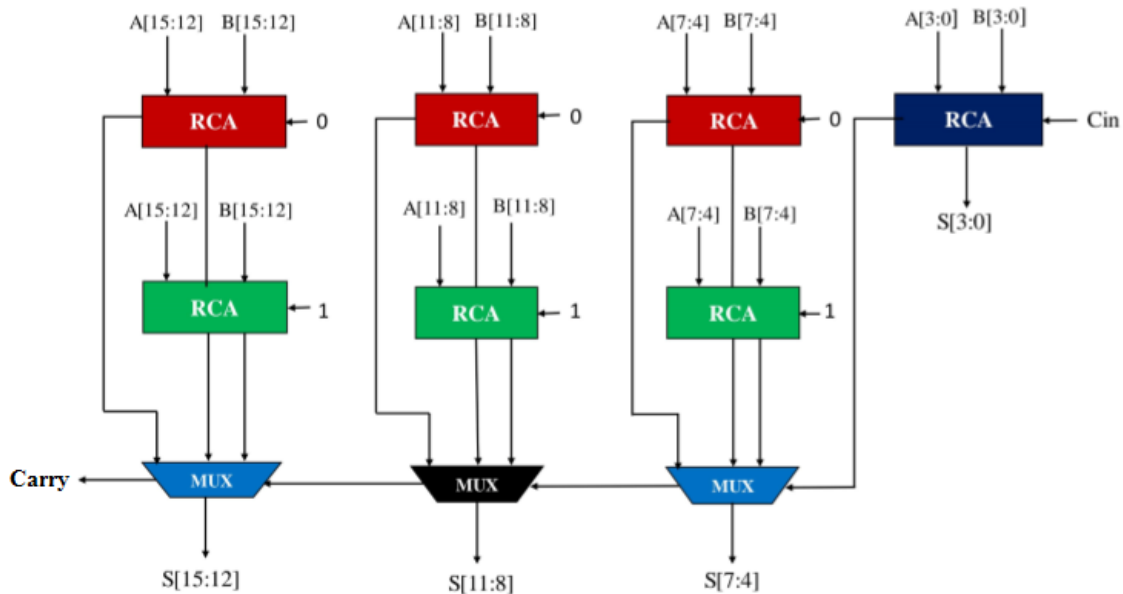 A[15:12] B[15:12] A[11:8] B[11:8] A[7:4] B[7:4] A[3:0] B[3:0]
RCA 0 RCA 0 RCA 0 RCA Cin
A[15:12] B[15:12] A[11:8] B[11:8] A[7:4] B[7:4] S[3:0]
RCA 1 RCA 1 RCA 1
Carry MUX MUX MUX
S[15:12] S[11:8] S[7:4]